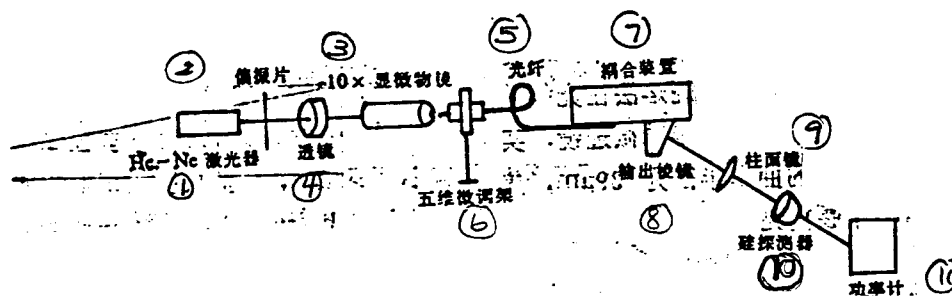 ① He-Ne 激光器
② 偏振片
③ 10× 显微物镜
④ 透镜
⑤ 光纤
⑥ 五维微调架
⑦ 耦合装置
⑧ 输出棱镜
⑨ 柱面镜
⑩ 硅探测器
功率计